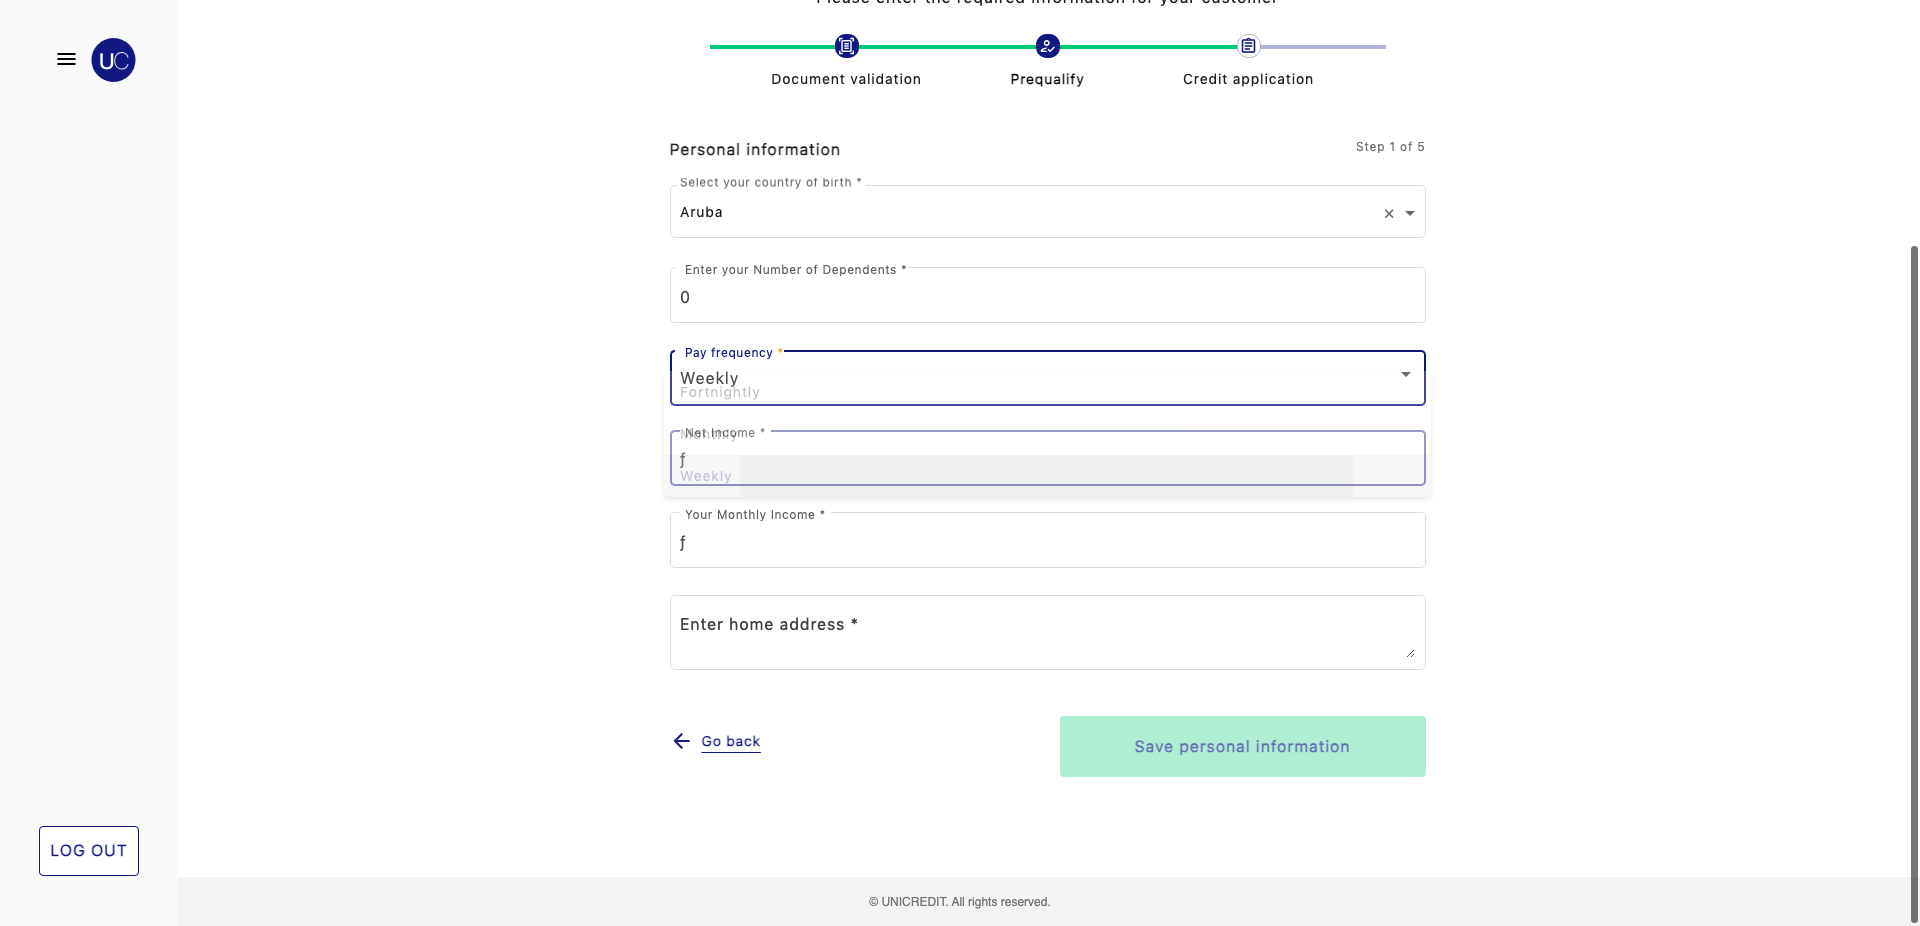 Please enter the required information for your customer
UC
Document validation
Prequalify
Credit application
Personal information
Step 1 of 5
Select your country of birth *
Aruba
Enter your Number of Dependents *
0
Pay frequency *
Weekly
Fortnightly
Net Income *
Monthly
ƒ
Weekly
Your Monthly Income *
ƒ
Enter home address *
Go back
Save personal information
LOG OUT
© UNICREDIT. All rights reserved.